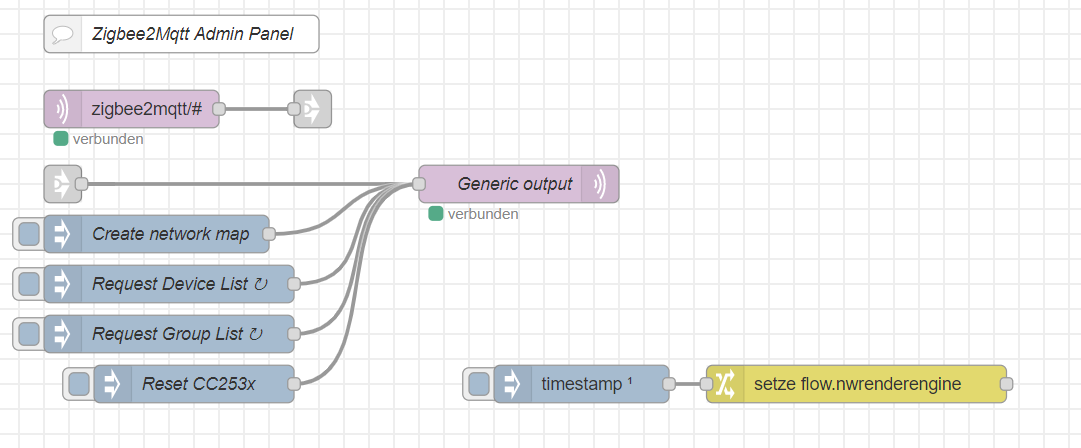 Zigbee2Mqtt Admin Panel
zigbee2mqtt/#
verbunden
Generic output
verbunden
Create network map
Request Device List ↻
Request Group List ↻
Reset CC253x
timestamp ¹
setze flow.nwrenderengine